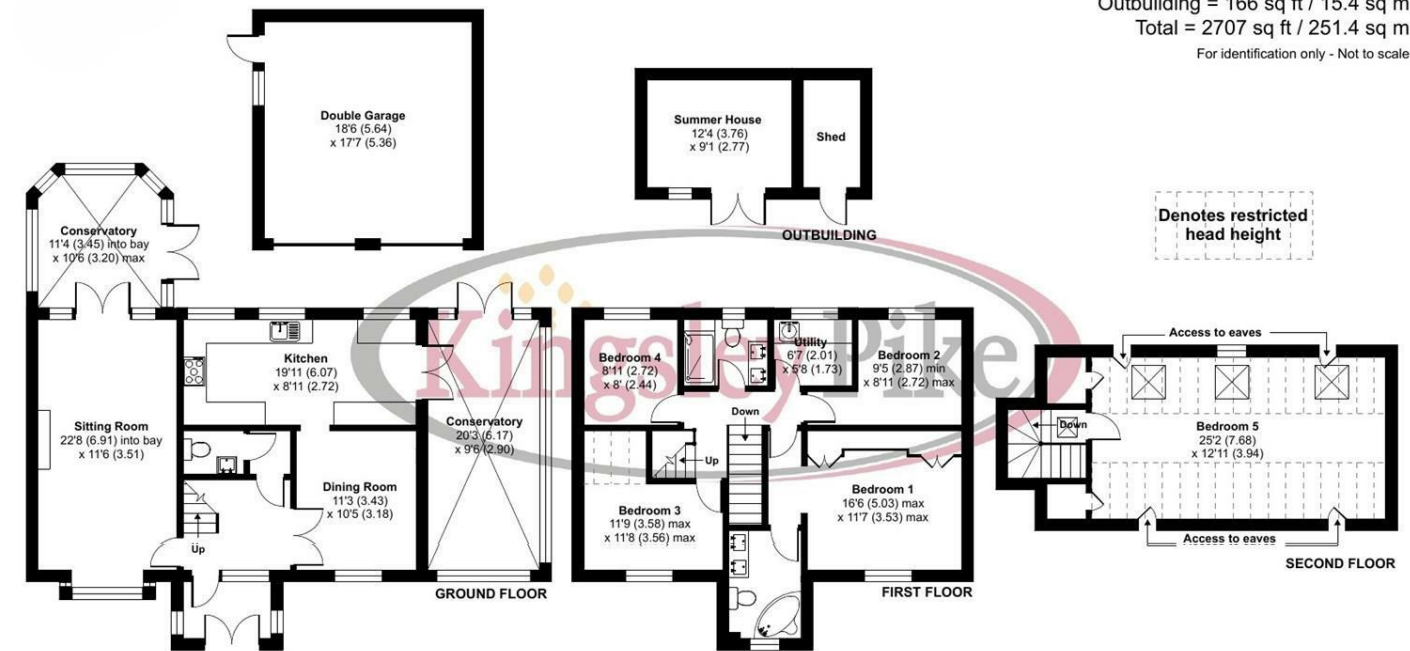 Outbuilding = 166 sq ft / 15.4 sq m
Total = 2707 sq ft / 251.4 sq m
For identification only - Not to scale
Double Garage
18'6 (5.64)
x 17'7 (5.36)
Summer House
12'4 (3.76)
x 9'1 (2.77)
Shed
OUTBUILDING
Denotes restricted
head height
Conservatory
11'4 (3.45) into bay
x 10'6 (3.20) max
Kitchen
19'11 (6.07)
x 8'11 (2.72)
Sitting Room
22'8 (6.91) into bay
x 11'6 (3.51)
Dining Room
11'3 (3.43)
x 10'5 (3.18)
Up
Conservatory
20'3 (6.17)
x 9'6 (2.90)
GROUND FLOOR
Kingsley Pike
Bedroom 4
8'11 (2.72)
x 8' (2.44)
Utility
6'7 (2.01)
x 5'8 (1.73)
Bedroom 2
9'5 (2.87) min
x 8'11 (2.72) max
Down
Up
Bedroom 3
11'9 (3.58) max
x 11'8 (3.56) max
Bedroom 1
16'6 (5.03) max
x 11'7 (3.53) max
FIRST FLOOR
Access to eaves
Down
Bedroom 5
25'2 (7.68)
x 12'11 (3.94)
Access to eaves
SECOND FLOOR